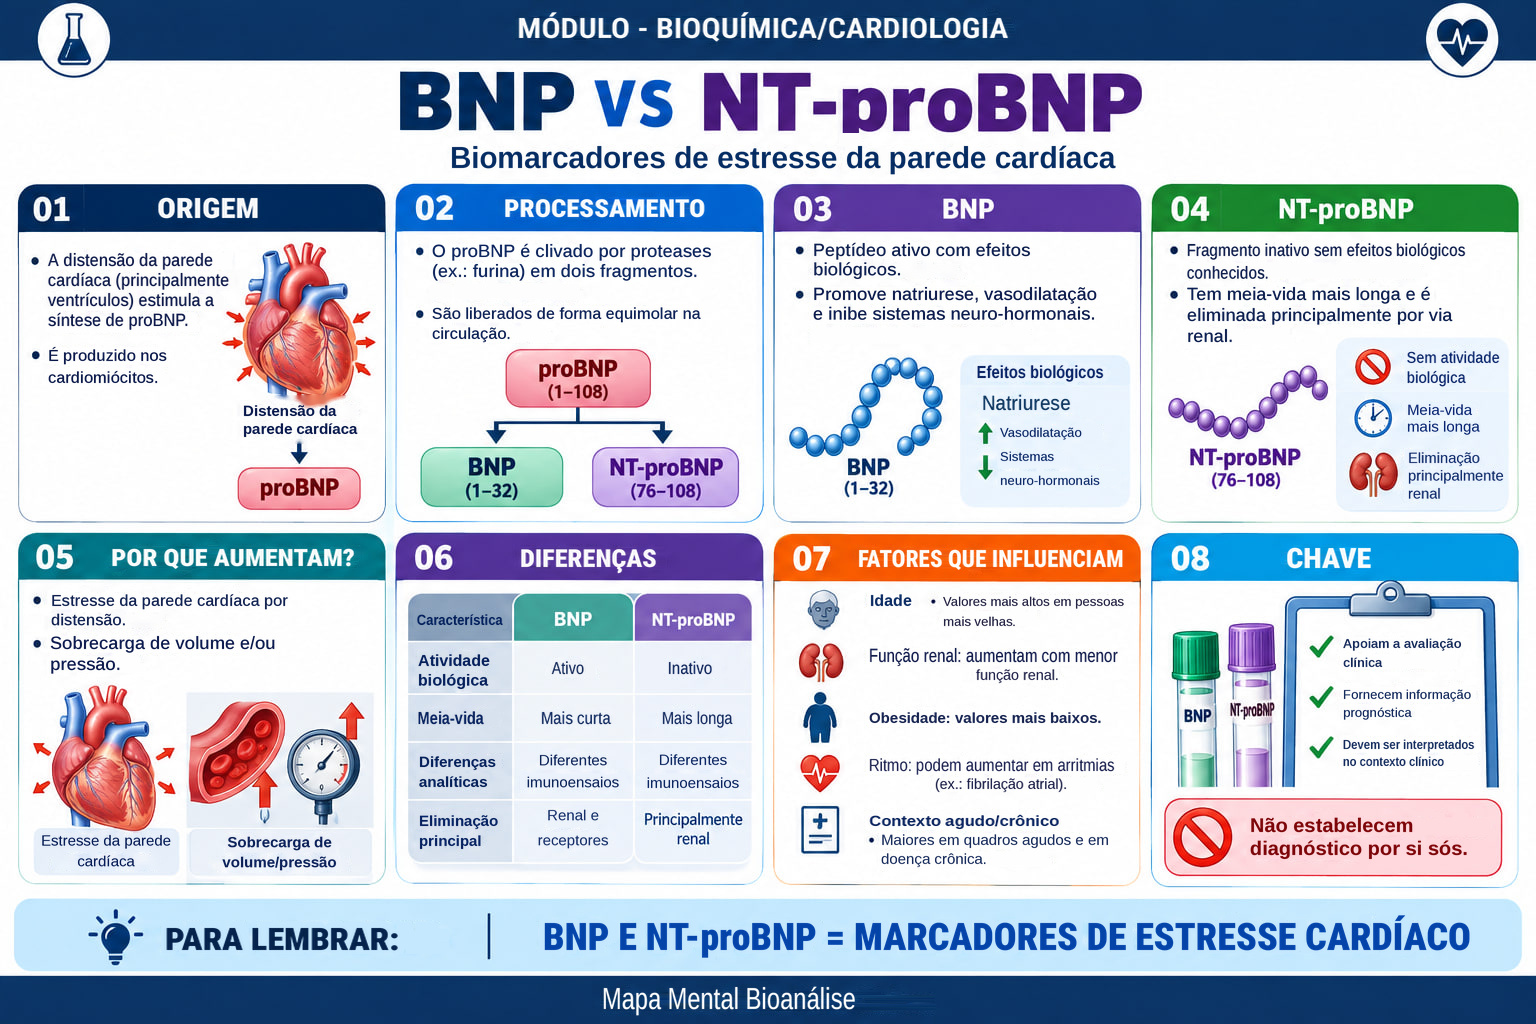 MÓDULO - BIOQUÍMICA/CARDIOLOGIA
BNP VS NT-proBNP
Biomarcadores de estresse da parede cardíaca
01 ORIGEM
• A distensão da parede
cardíaca (principalmente
ventrículos) estimula a
síntese de proBNP.
• É produzido nos
cardiomiócitos.
Distensão da
parede cardíaca
proBNP
02 PROCESSAMENTO
• O proBNP é clivado por proteases
(ex.: furina) em dois fragmentos.
• São liberados de forma equimolar na
circulação.
proBNP
(1–108)
BNP
(1–32)
NT-proBNP
(76–108)
03 BNP
• Peptídeo ativo com efeitos
biológicos.
• Promove natriurese, vasodilatação
e inibe sistemas neuro-hormonais.
BNP
(1–32)
Efeitos biológicos
Natriurese
Vasodilatação
Sistemas
neuro-hormonais
04 NT-proBNP
• Fragmento inativo sem efeitos biológicos
conhecidos.
• Tem meia-vida mais longa e é
eliminada principalmente por via
renal.
NT-proBNP
(76–108)
Sem atividade
biológica
Meia-vida
mais longa
Eliminação
principalmente
renal
05 POR QUE AUMENTAM?
• Estresse da parede cardíaca por
distensão.
• Sobrecarga de volume e/ou
pressão.
Estresse da parede
cardíaca
Sobrecarga de
volume/pressão
06 DIFERENÇAS
Característica BNP NT-proBNP
Atividade
biológica
Ativo
Inativo
Meia-vida Mais curta Mais longa
Diferenças
analíticas
Diferentes
imunoensaios
Diferentes
imunoensaios
Eliminação
principal
Renal e
receptores
Principalmente
renal
07 FATORES QUE INFLUENCIAM
Idade • Valores mais altos em pessoas
mais velhas.
Função renal: aumentam com menor
função renal.
Obesidade: valores mais baixos.
Ritmo: podem aumentar em arritmias
(ex.: fibrilação atrial).
Contexto agudo/crônico
• Maiores em quadros agudos e em
doença crônica.
08 CHAVE
BNP
NT-proBNP
Apoiam a avaliação
clínica
Fornecem informação
prognóstica
Devem ser interpretados
no contexto clínico
Não estabelecem
diagnóstico por si sós.
PARA LEMBRAR: BNP E NT-proBNP = MARCADORES DE ESTRESSE CARDÍACO
Mapa Mental Bioanálise